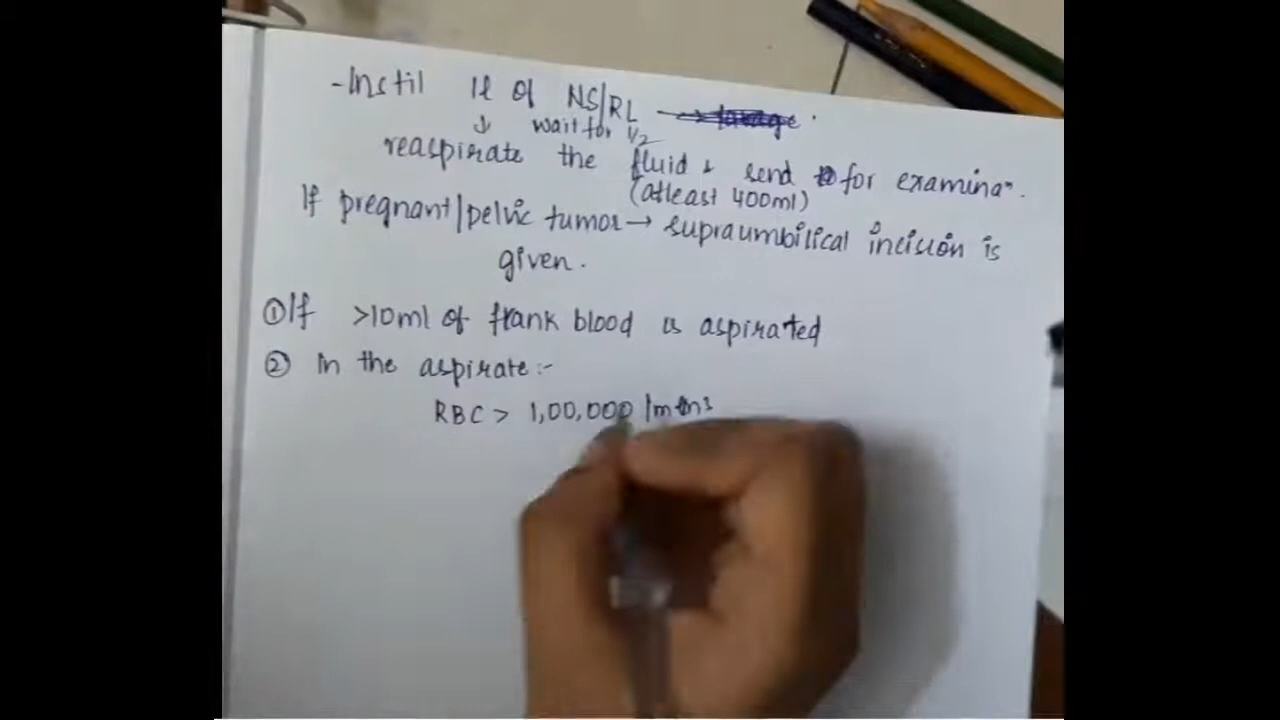 -Instil 1l of NS/RL →
↓ wait for 1/2
reaspirate the fluid & send for examinaⁿ.
(atleast 400ml)
If pregnant/pelvic tumor → supraumbilical incision is
given.
① If >10ml of frank blood is aspirated
② In the aspirate:-
RBC > 1,00,000